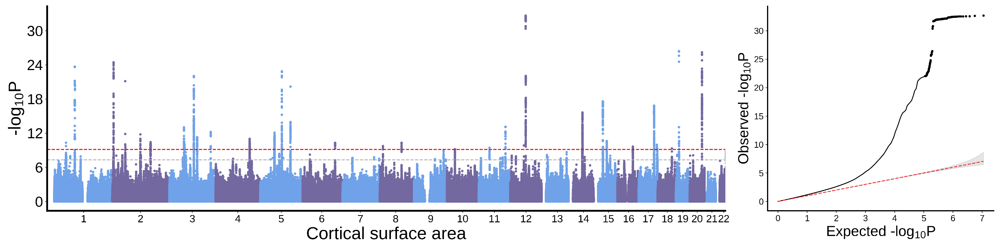 30
24
18
12
6
0
-log10P
1 2 3 4 5 6 7 8 9 10 11 12 13 14 15 16 17 18 19 20 21 22
Cortical surface area
30
25
20
15
10
5
0
Observed -log10P
0 1 2 3 4 5 6 7
Expected -log10P